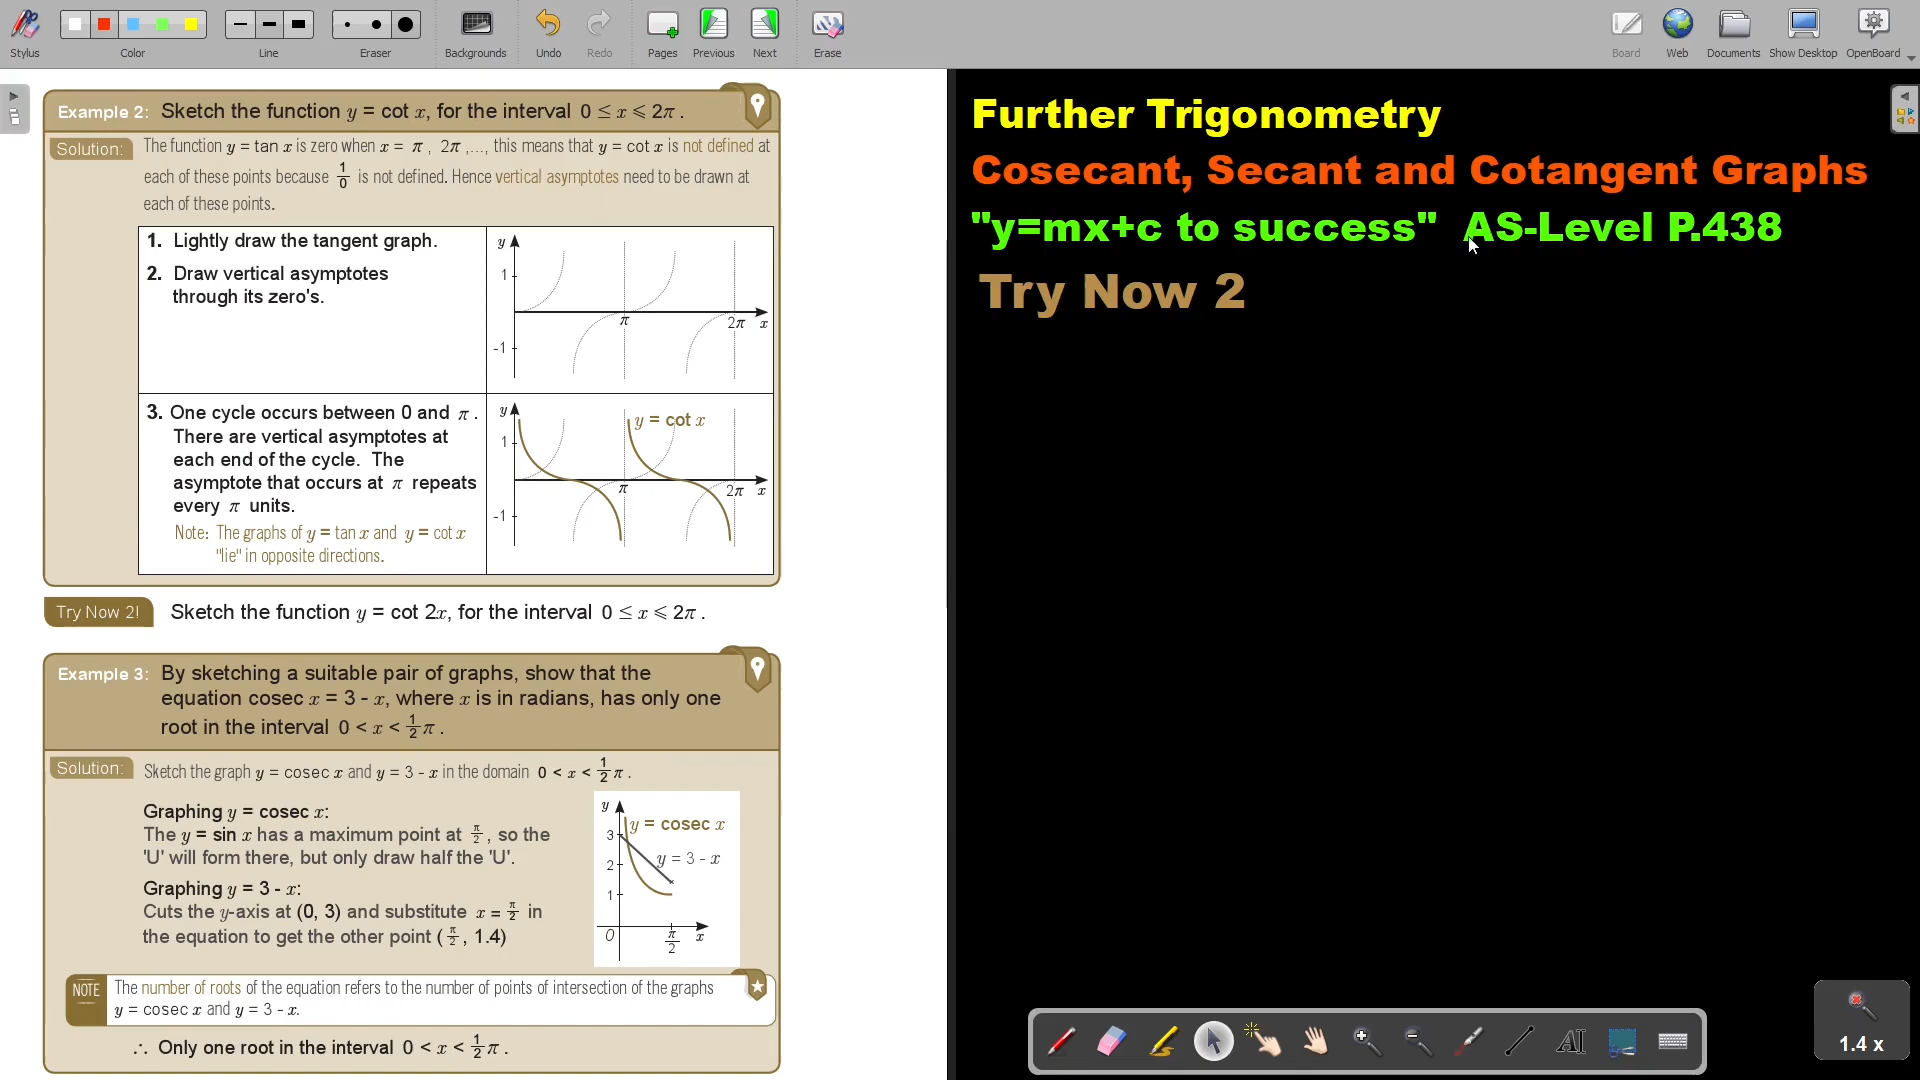 Stylus Color Line Eraser Backgrounds Undo Redo Pages Previous Next Erase Board Web Documents Show Desktop OpenBoard
Example 2: Sketch the function y = cot x, for the interval 0 ≤ x ⩽ 2π .
Solution: The function y = tan x is zero when x = π , 2π ,..., this means that y = cot x is not defined at
each of these points because 1/0 is not defined. Hence vertical asymptotes need to be drawn at
each of these points.
1. Lightly draw the tangent graph.
2. Draw vertical asymptotes
through its zero's.
y
1
-1
π
2π
x
3. One cycle occurs between 0 and π .
There are vertical asymptotes at
each end of the cycle. The
asymptote that occurs at π repeats
every π units.
Note: The graphs of y = tan x and y = cot x
"lie" in opposite directions.
y
y = cot x
1
-1
π
2π
x
Try Now 2! Sketch the function y = cot 2x, for the interval 0 ≤ x ⩽ 2π .
Example 3: By sketching a suitable pair of graphs, show that the
equation cosec x = 3 - x, where x is in radians, has only one
root in the interval 0 < x < 1/2 π .
Solution: Sketch the graph y = cosec x and y = 3 - x in the domain 0 < x < 1/2 π .
Graphing y = cosec x:
The y = sin x has a maximum point at π/2 , so the
'U' will form there, but only draw half the 'U'.
Graphing y = 3 - x:
Cuts the y-axis at (0, 3) and substitute x = π/2 in
the equation to get the other point ( π/2 , 1.4)
y
y = cosec x
3
y = 3 - x
2
1
O
π/2
x
NOTE The number of roots of the equation refers to the number of points of intersection of the graphs
y = cosec x and y = 3 - x.
∴ Only one root in the interval 0 < x < 1/2 π .
Further Trigonometry
Cosecant, Secant and Cotangent Graphs
"y=mx+c to success" AS-Level P.438
Try Now 2
AI
1.4 x